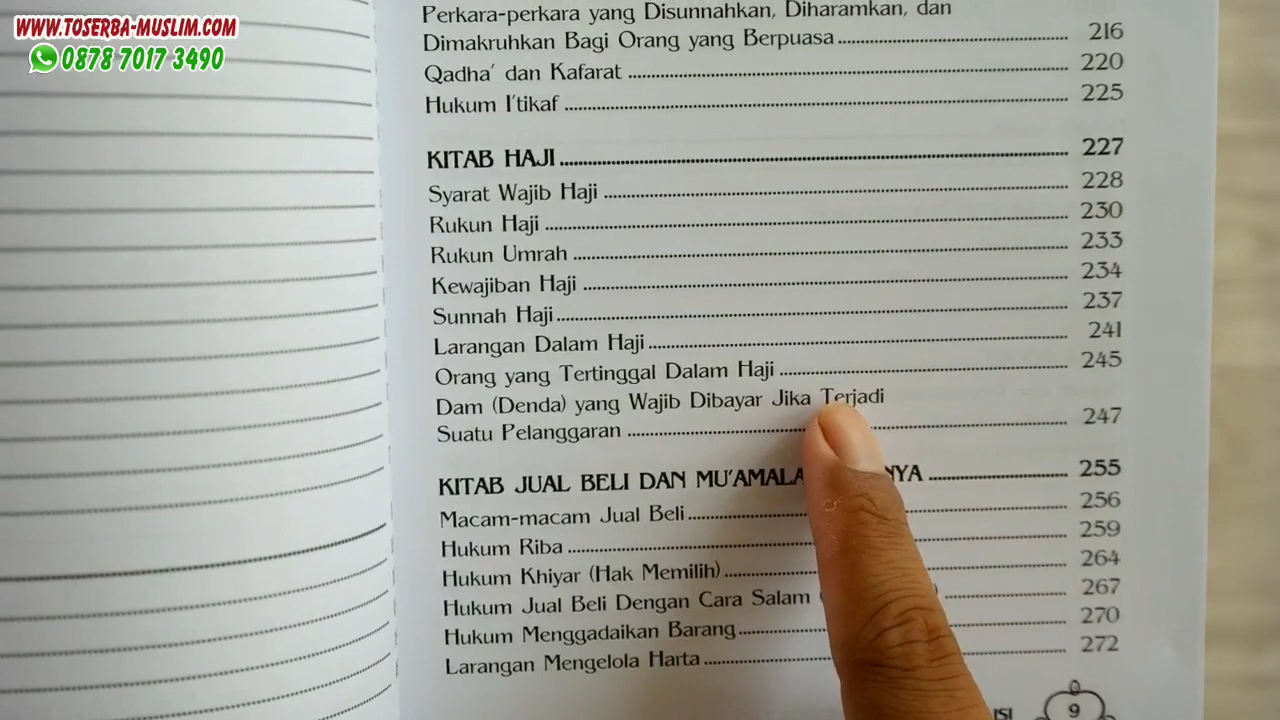 WWW.TOSERBA-MUSLIM.COM
0878 7017 3490
Perkara-perkara yang Disunnahkan, Diharamkan, dan
Dimakruhkan Bagi Orang yang Berpuasa 216
Qadha' dan Kafarat 220
Hukum I'tikaf 225
KITAB HAJI 227
Syarat Wajib Haji 228
Rukun Haji 230
Rukun Umrah 233
Kewajiban Haji 234
Sunnah Haji 237
Larangan Dalam Haji 241
Orang yang Tertinggal Dalam Haji 245
Dam (Denda) yang Wajib Dibayar Jika Terjadi
Suatu Pelanggaran 247
KITAB JUAL BELI DAN 255
Macam-macam Jual Beli 256
Hukum Riba 259
Hukum Khiyar (Hak Memilih) 264
Hukum Jual Beli Dengan Cara Salam 267
Hukum Menggadaikan Barang 270
Larangan Mengelola Harta 272
9